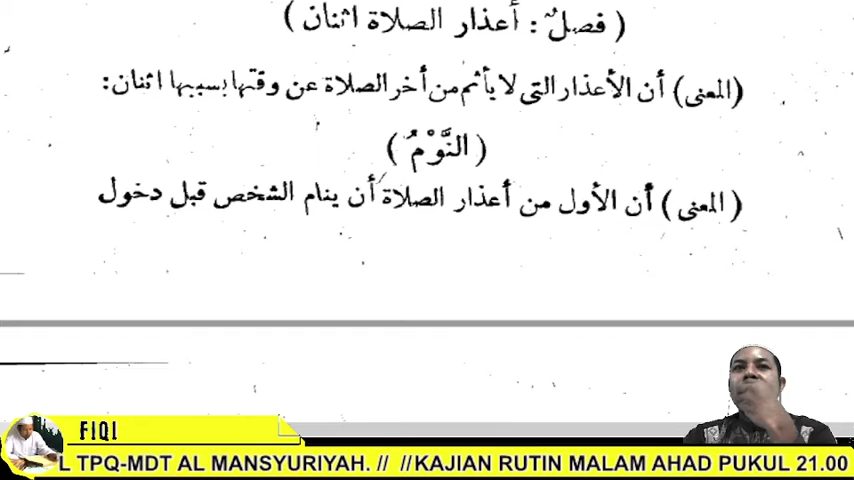 ( فصلٌ : أعذار الصلاة اثنان )
(المعنى) أن الأعذار التى لا يأثم من أخر الصلاة عن وقتها بسببها اثنان:
( النَّوْمُ )
(المعنى) أن الأول من أعذار الصلاة أن ينام الشخص قبل دخول
FIQI
L TPQ-MDT AL MANSYURIYAH. // //KAJIAN RUTIN MALAM AHAD PUKUL 21.00